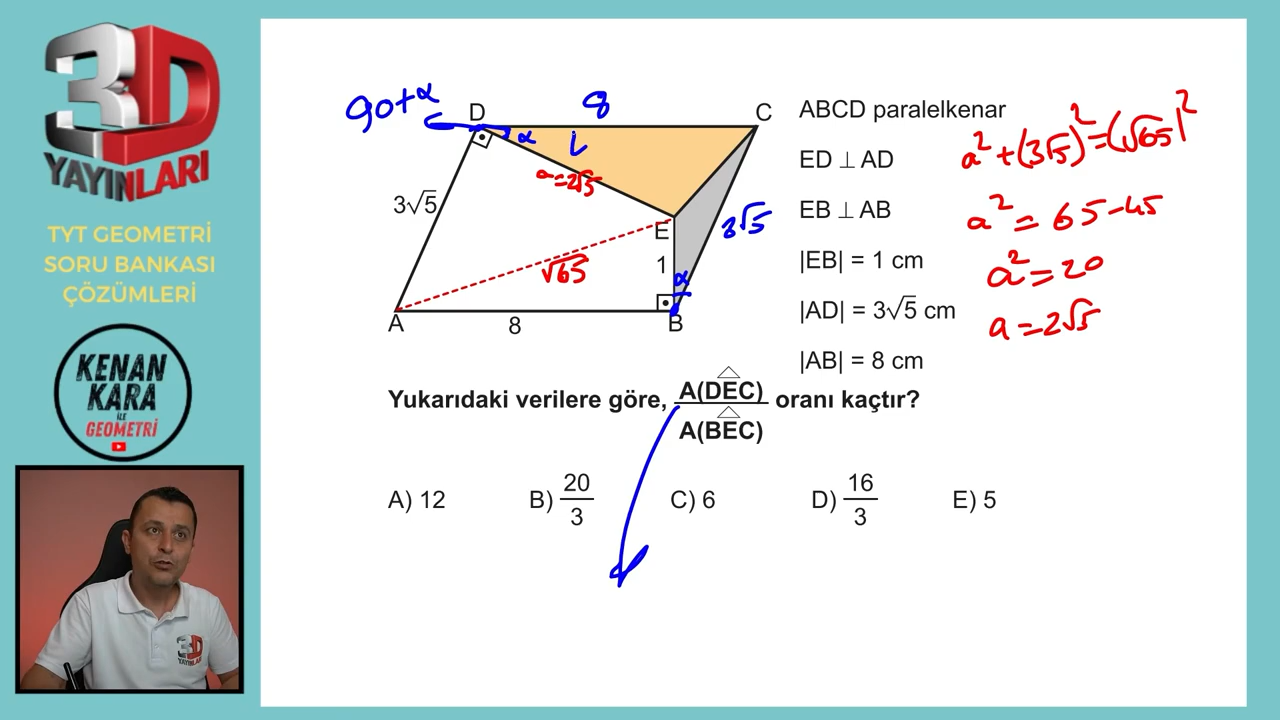 3D
YAYINLARI
TYT GEOMETRİ
SORU BANKASI
ÇÖZÜMLERİ
KENAN
KARA
İLE
GEOMETRİ
3D
YAYINLARI
90+α
D
8
C
α
a=2√5
3√5
E
3√5
1
√65
α
A
8
B
ABCD paralelkenar
ED ⊥ AD
EB ⊥ AB
|EB| = 1 cm
|AD| = 3√5 cm
|AB| = 8 cm
a² + (3√5)² = (√65)²
a² = 65-45
a² = 20
a = 2√5
Yukarıdaki verilere göre, A(DEC) / A(BEC) oranı kaçtır?
A) 12 B) 20/3 C) 6 D) 16/3 E) 5